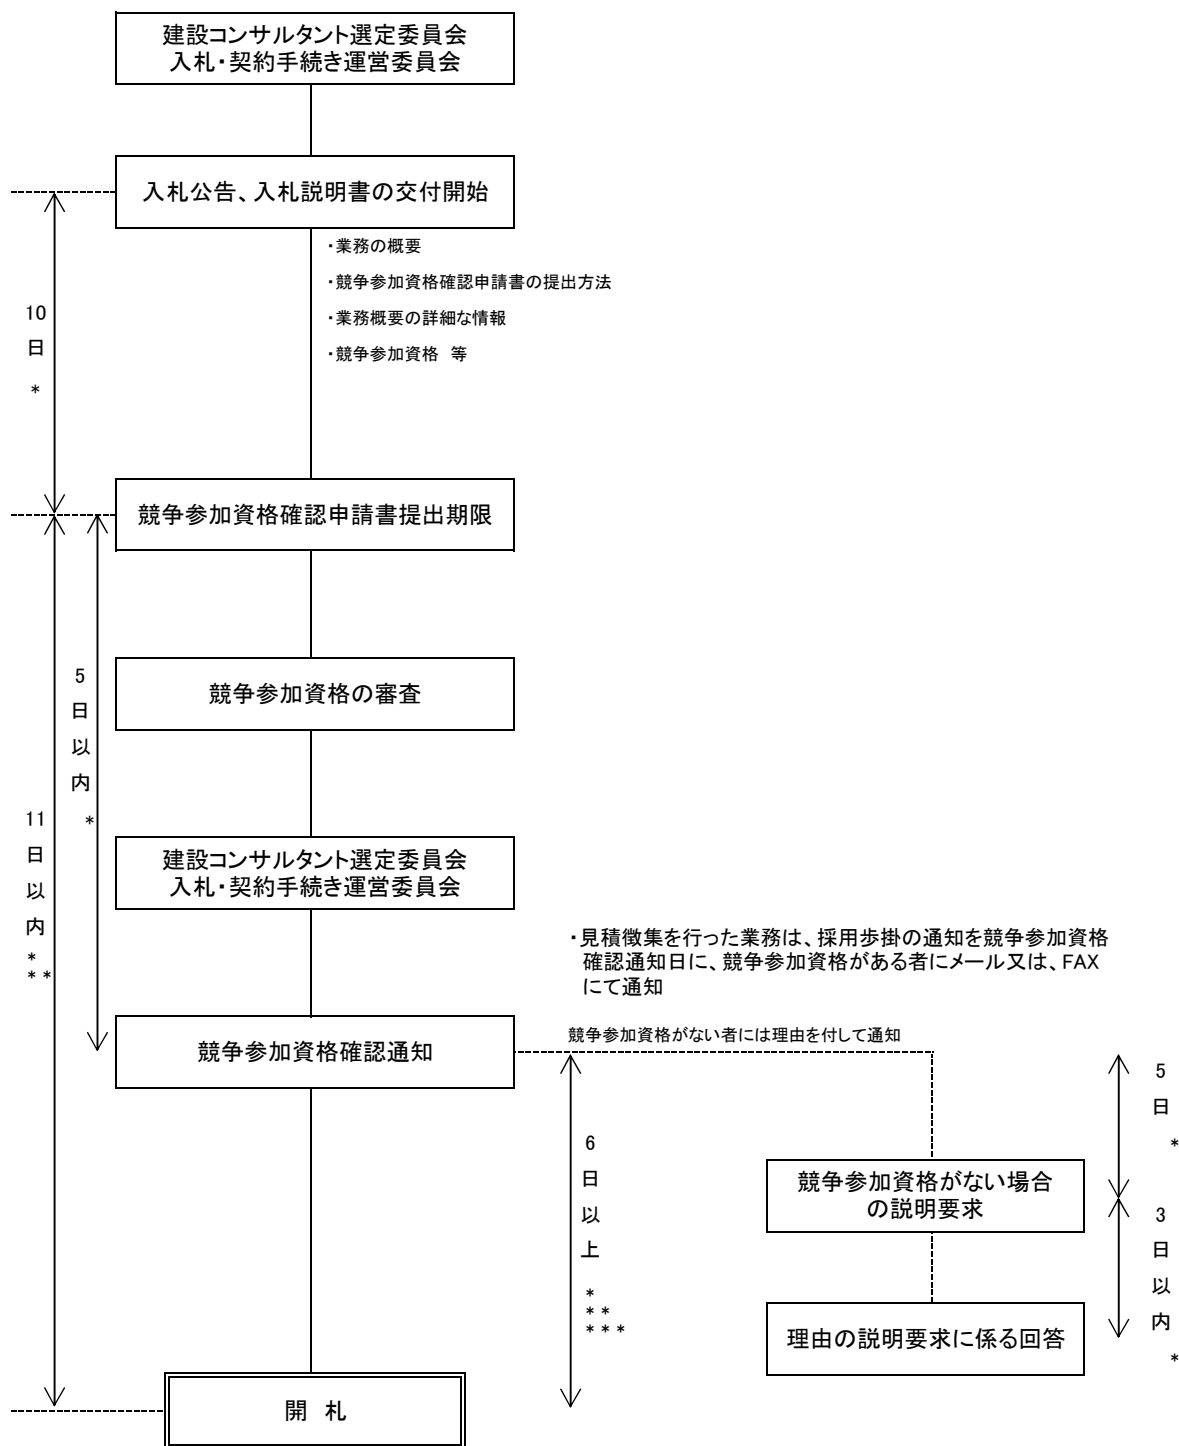 建設コンサルタント選定委員会
入札・契約手続き運営委員会
入札公告、入札説明書の交付開始
・業務の概要
・競争参加資格確認申請書の提出方法
・業務概要の詳細な情報
・競争参加資格　等
10日 *
競争参加資格確認申請書提出期限
競争参加資格の審査
5日以内 *
11日以内 *
**
建設コンサルタント選定委員会
入札・契約手続き運営委員会
・見積徴集を行った業務は、採用歩掛の通知を競争参加資格
確認通知日に、競争参加資格がある者にメール又は、FAX
にて通知
競争参加資格確認通知
競争参加資格がない者には理由を付して通知
5日 *
6日以上 *
**
***
競争参加資格がない場合
の説明要求
3日以内 *
理由の説明要求に係る回答
開　札